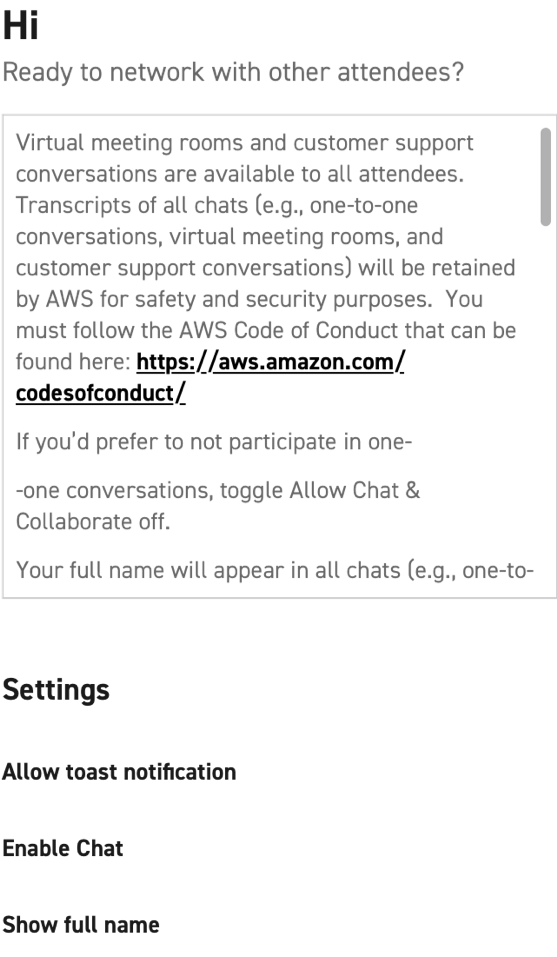 Hi
Ready to network with other attendees?
Virtual meeting rooms and customer support
conversations are available to all attendees.
Transcripts of all chats (e.g., one-to-one
conversations, virtual meeting rooms, and
customer support conversations) will be retained
by AWS for safety and security purposes.  You
must follow the AWS Code of Conduct that can be
found here: https://aws.amazon.com/
codesofconduct/
If you'd prefer to not participate in one-
-one conversations, toggle Allow Chat &
Collaborate off.
Your full name will appear in all chats (e.g., one-to-
Settings
Allow toast notification
Enable Chat
Show full name